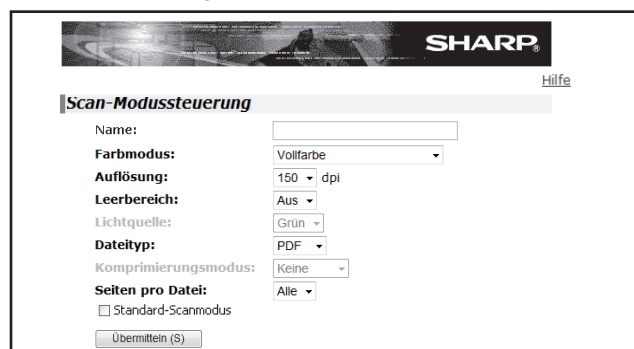 SHARP®
Hilfe
Scan-Modussteuerung
Name:
Farbmodus: Vollfarbe
Auflösung: 150 dpi
Leerbereich: Aus
Lichtquelle: Grün
Dateityp: PDF
Komprimierungsmodus: Keine
Seiten pro Datei: Alle
Standard-Scanmodus
Übermitteln (S)